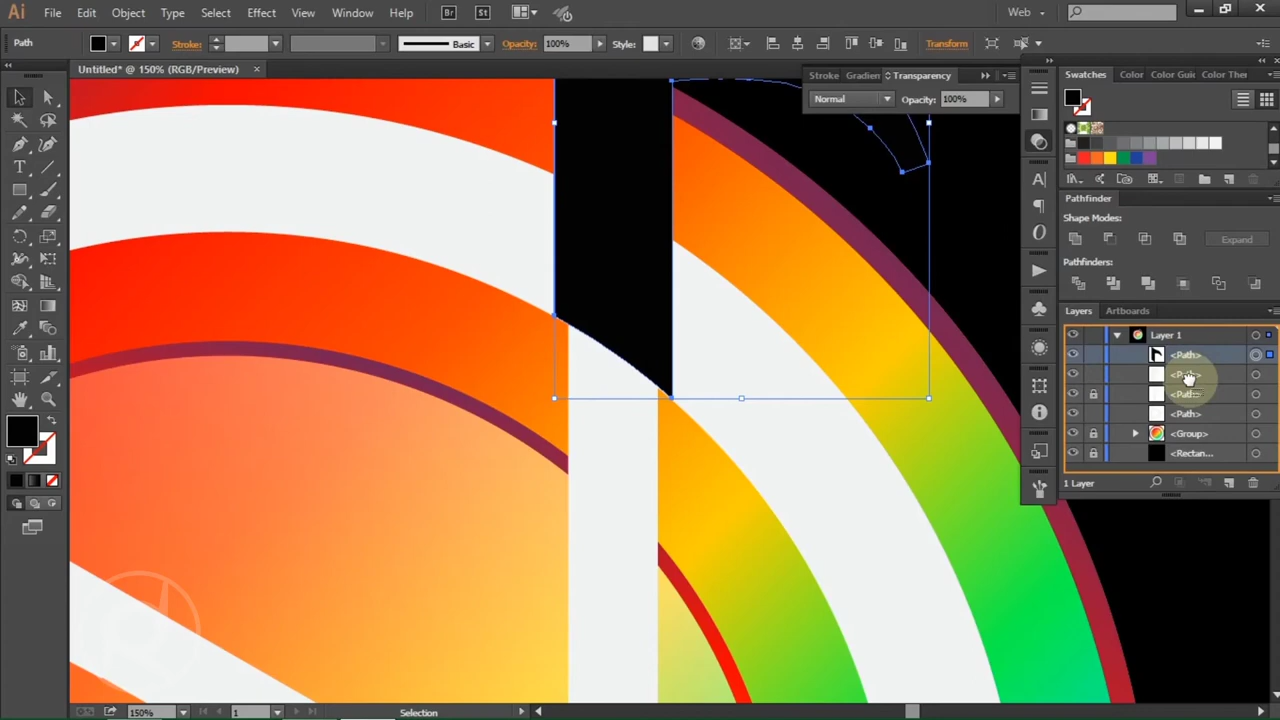 Ai File Edit Object Type Select Effect View Window Help Br St Web
Path Stroke: Basic Opacity: 100% Style: Transform
Untitled* @ 150% (RGB/Preview) ×
Stroke Gradien Transparency
Normal Opacity: 100%
Swatches Color Color Gui Color Ther
Pathfinder
Shape Modes:
Expand
Pathfinders:
Layers Artboards
Layer 1
<Path>
<Path>
<Path>
<Group>
<Rectan...
1 Layer
150% 1 Selection